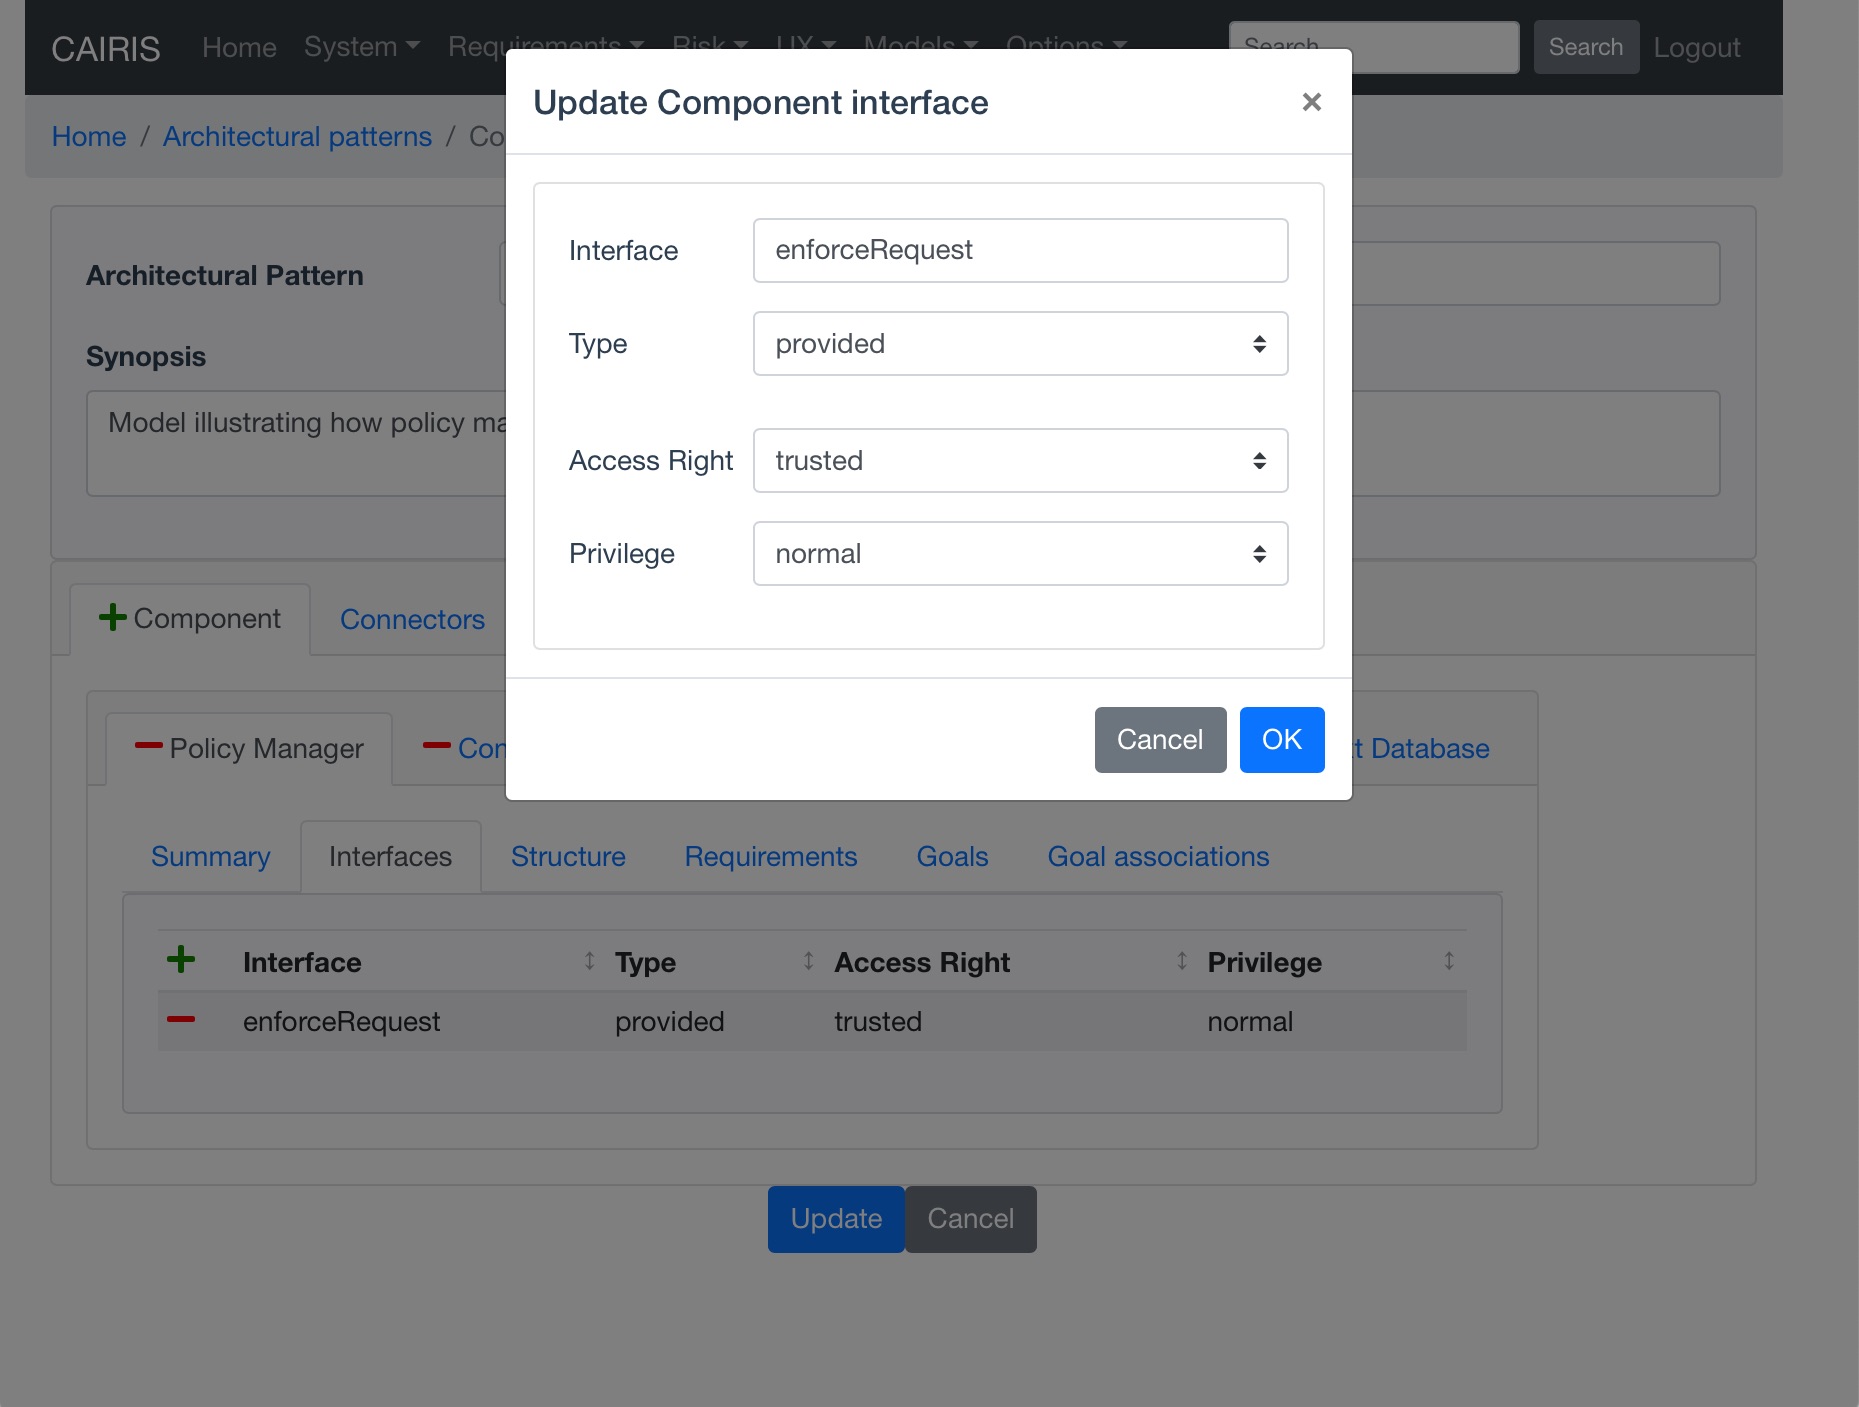 CAIRIS Home System Requirements Risk UX Models Options Search Search Logout
Home / Architectural patterns / Co
Update Component interface
Interface enforceRequest
Type provided
Access Right trusted
Privilege normal
Cancel OK
Architectural Pattern
Synopsis
Model illustrating how policy ma
Component Connectors
Policy Manager Con t Database
Summary Interfaces Structure Requirements Goals Goal associations
Interface Type Access Right Privilege
enforceRequest provided trusted normal
Update Cancel